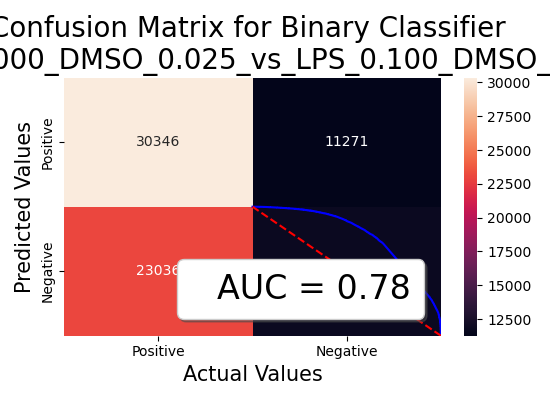 Confusion Matrix for Binary Classifier
000_DMSO_0.025_vs_LPS_0.100_DMSO_
Predicted Values
Positive
Negative
30346 11271
23036
AUC = 0.78
Positive Negative
Actual Values
30000
27500
25000
22500
20000
17500
15000
12500